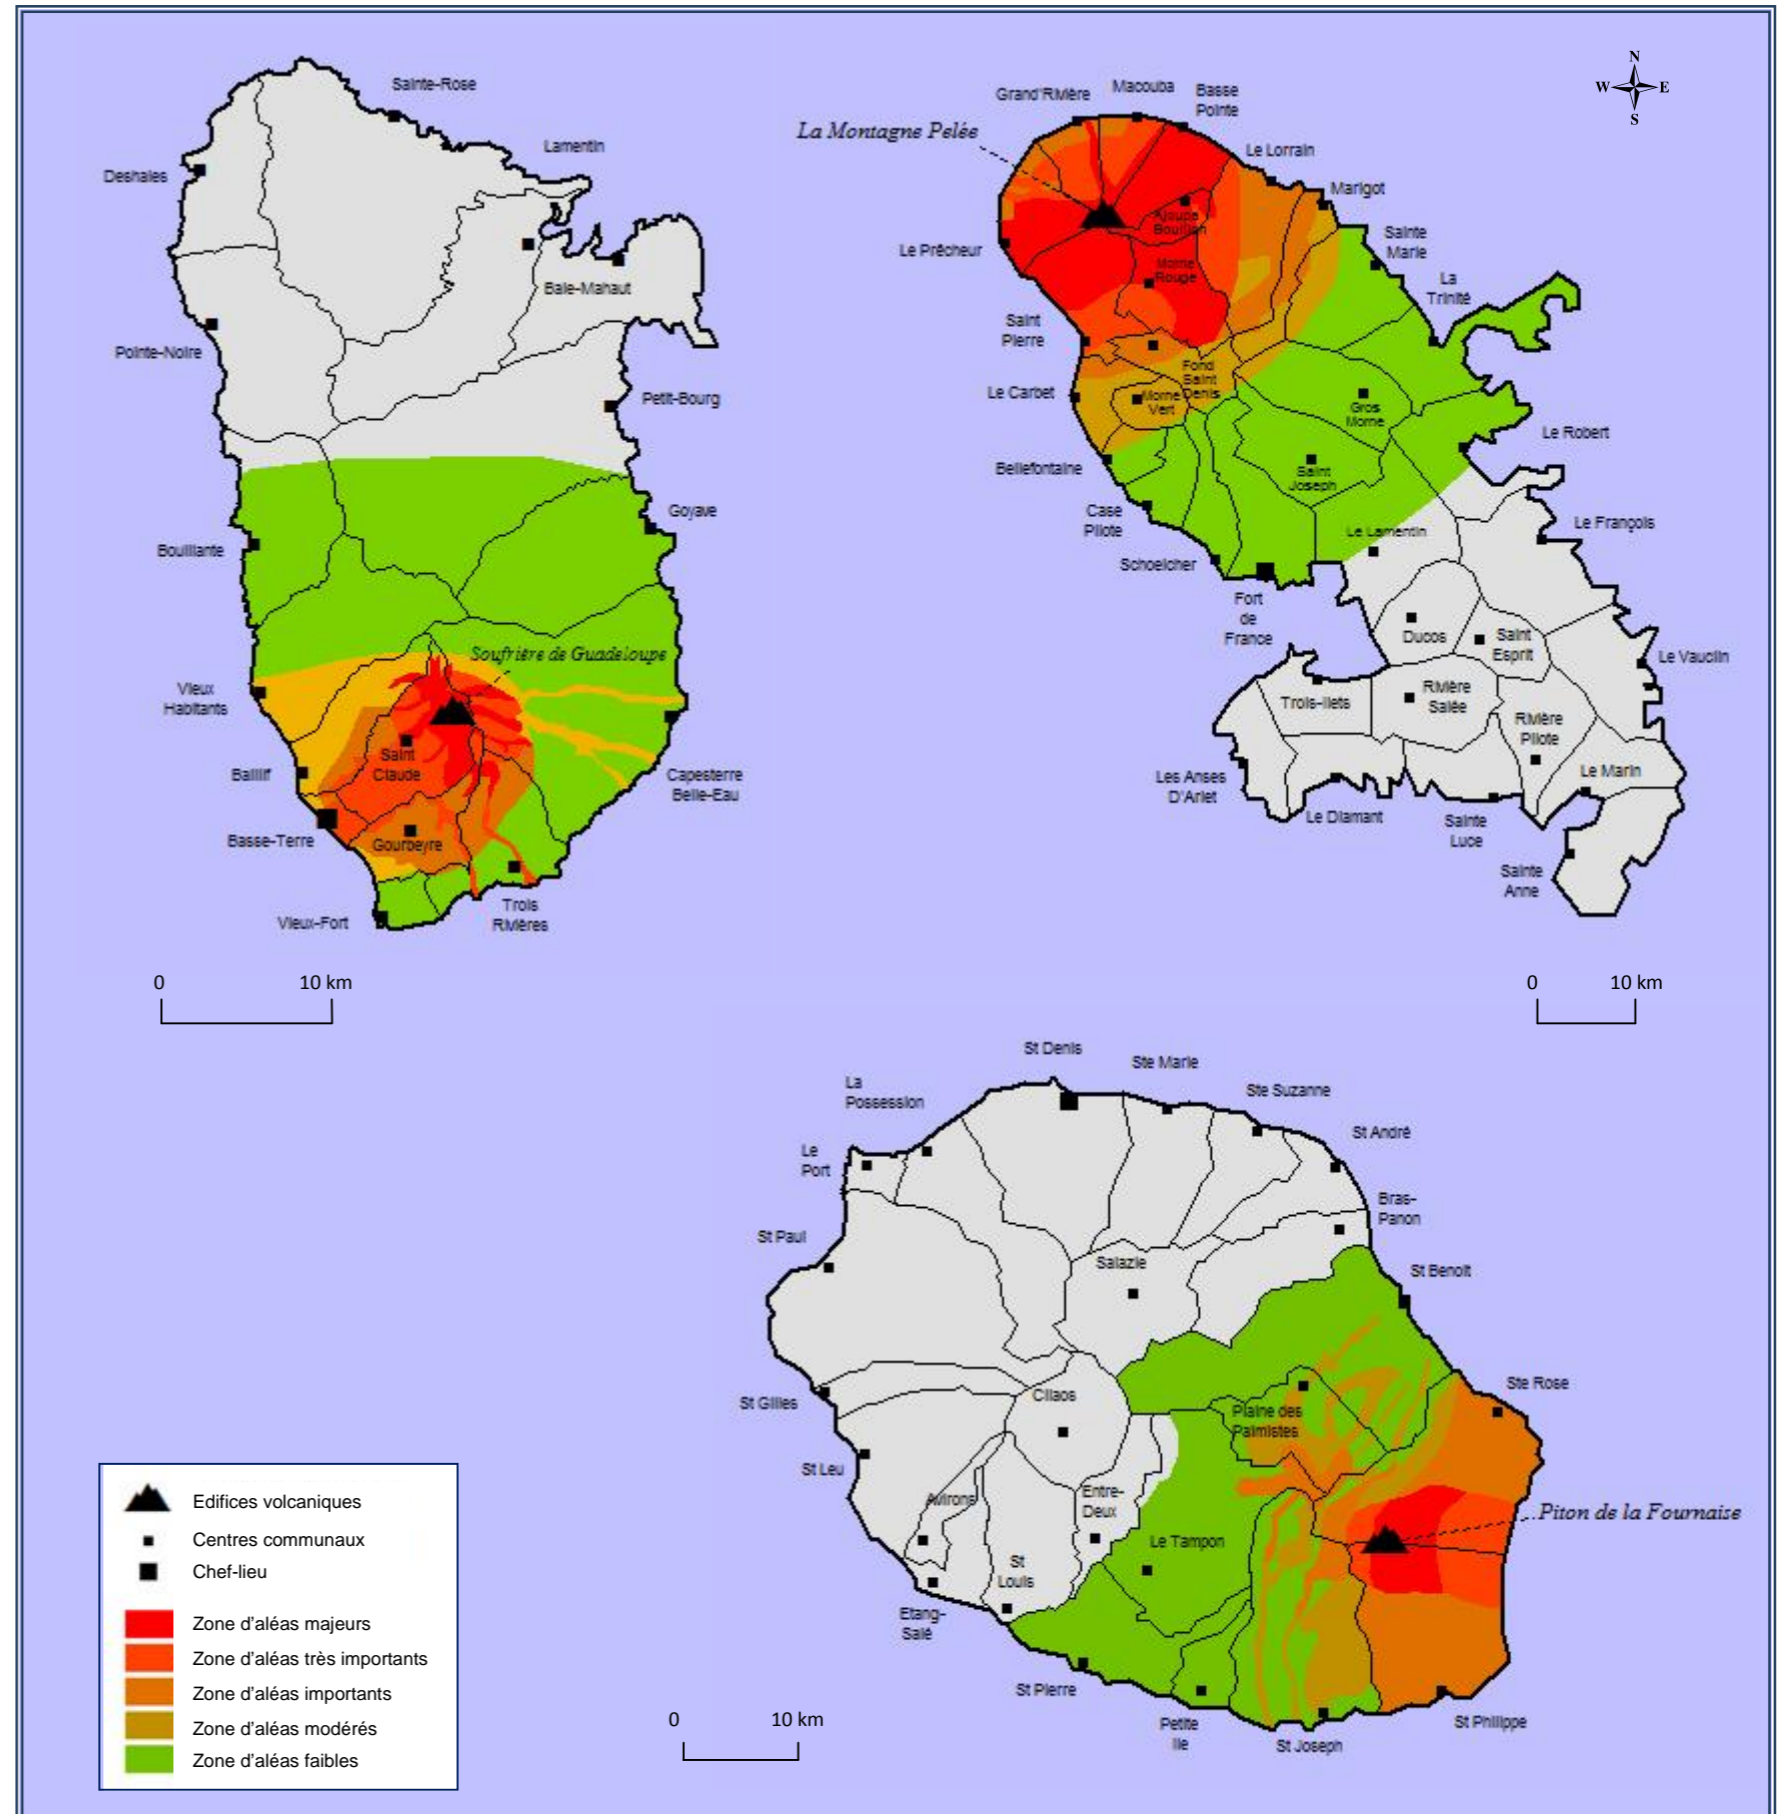 N
W E
S
Sainte-Rose
Lamentin
Deshaies
Baie-Mahaut
Pointe-Noire
Petit-Bourg
Goyave
Bouillante
Soufrière de Guadeloupe
Vieux
Habitants
Saint
Claude
Baillif
Capesterre
Belle-Eau
Basse-Terre
Gourbeyre
Trois
Rivières
Vieux-Fort
0 10 km
Grand'Rivière
Macouba
Basse
Pointe
La Montagne Pelée
Le Lorrain
Marigot
Ajoupa
Bouillon
Sainte
Marie
Le Prêcheur
Morne
Rouge
La
Trinité
Saint
Pierre
Fond
Saint
Denis
Le Carbet
Morne
Vert
Gros
Morne
Le Robert
Bellefontaine
Saint
Joseph
Case
Pilote
Le Lamentin
Le François
Schoelcher
Fort
de
France
Ducos
Saint
Esprit
Le Vauclin
Trois-Ilets
Rivière
Salée
Rivière
Pilote
Les Anses
D'Arlet
Le Marin
Le Diamant
Sainte
Luce
Sainte
Anne
0 10 km
St Denis
Ste Marie
La
Possession
Ste Suzanne
St André
Le
Port
Bras-
Panon
St Paul
Salazie
St Benoît
Ste Rose
St Gilles
Cilaos
Plaine des
Palmistes
St Leu
Avirons
Entre-
Deux
Piton de la Fournaise
Le Tampon
St
Louis
Etang-
Salé
St Pierre
Petite
Ile
St Joseph
St Philippe
0 10 km
Edifices volcaniques
Centres communaux
Chef-lieu
Zone d'aléas majeurs
Zone d'aléas très importants
Zone d'aléas importants
Zone d'aléas modérés
Zone d'aléas faibles